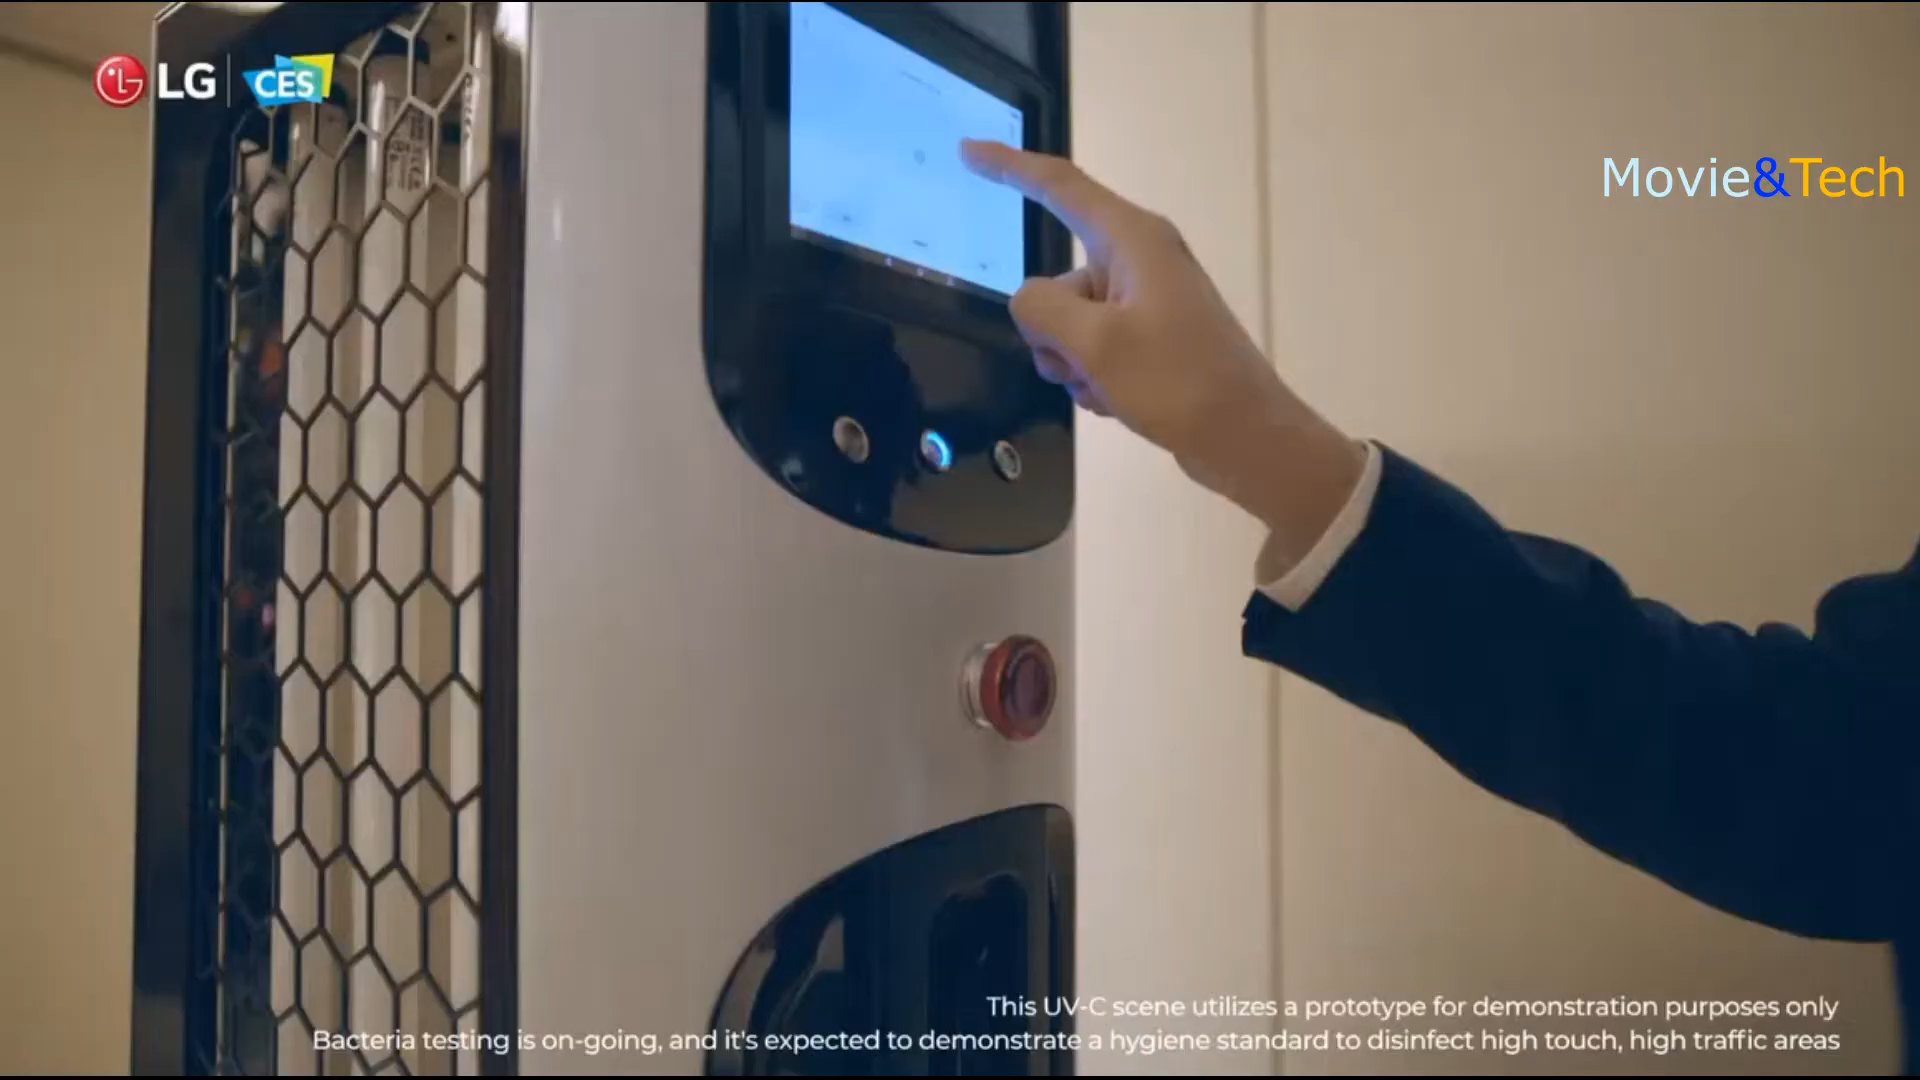 LG CES
Movie&Tech
This UV-C scene utilizes a prototype for demonstration purposes only
Bacteria testing is on-going, and it's expected to demonstrate a hygiene standard to disinfect high touch, high traffic areas